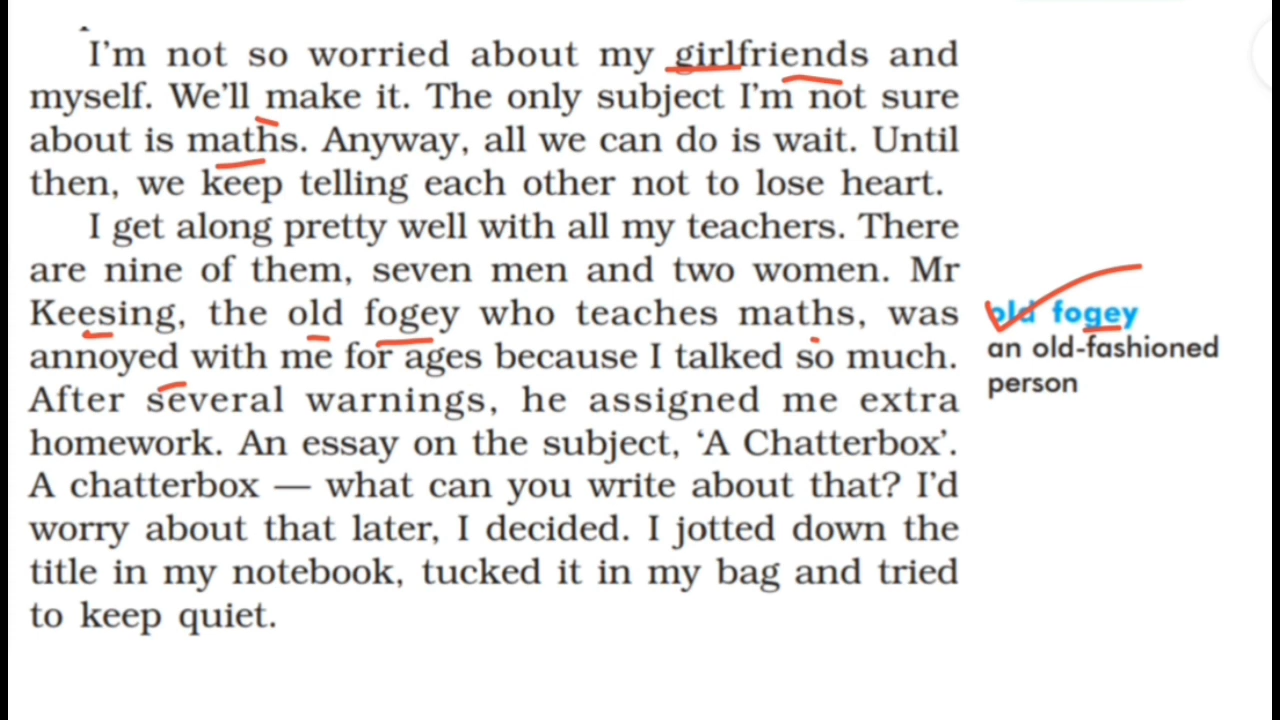 I'm not so worried about my girlfriends and
myself. We'll make it. The only subject I'm not sure
about is maths. Anyway, all we can do is wait. Until
then, we keep telling each other not to lose heart.
I get along pretty well with all my teachers. There
are nine of them, seven men and two women. Mr
Keesing, the old fogey who teaches maths, was
annoyed with me for ages because I talked so much.
After several warnings, he assigned me extra
homework. An essay on the subject, ‘A Chatterbox’.
A chatterbox — what can you write about that? I'd
worry about that later, I decided. I jotted down the
title in my notebook, tucked it in my bag and tried
to keep quiet.
old fogey
an old-fashioned
person